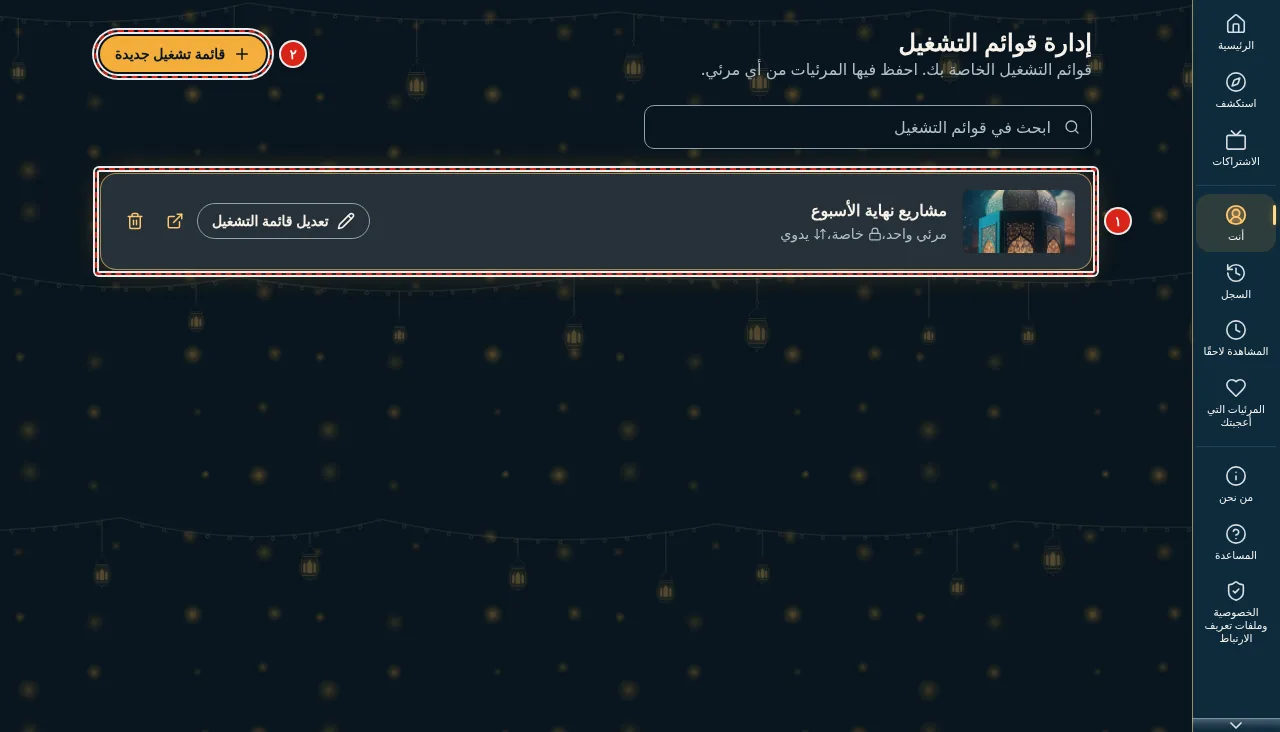 إدارة قوائم التشغيل
قوائم التشغيل الخاصة بك. احفظ فيها المرئيات من أي مرئي.
قائمة تشغيل جديدة
٢
ابحث في قوائم التشغيل
١
مشاريع نهاية الأسبوع
مرئي واحد، خاصة، يدوي
تعديل قائمة التشغيل
الرئيسية
استكشف
الاشتراكات
أنت
السجل
المشاهدة لاحقًا
المرئيات التي
أعجبتك
من نحن
المساعدة
الخصوصية
وملفات تعريف
الارتباط